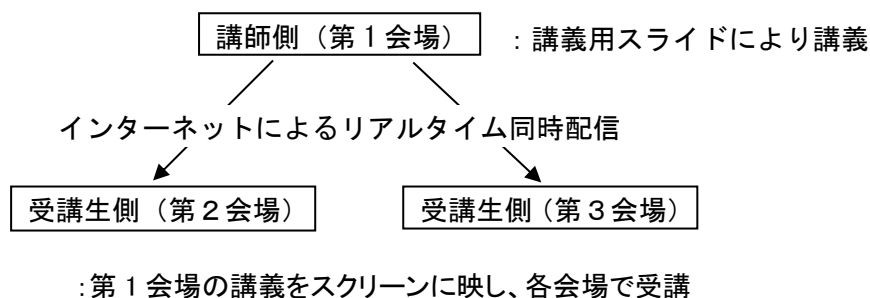 講師側（第１会場） ：講義用スライドにより講義
インターネットによるリアルタイム同時配信
受講生側（第２会場） 受講生側（第３会場）
：第１会場の講義をスクリーンに映し、各会場で受講